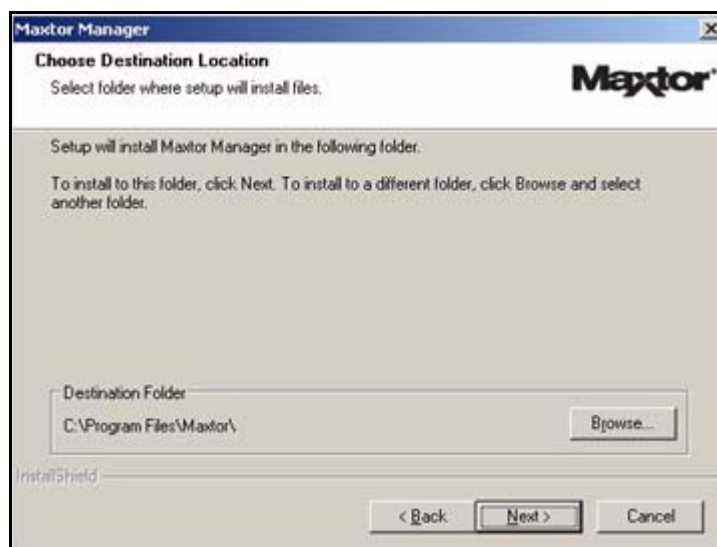 Maxtor Manager
Choose Destination Location
Select folder where setup will install files.
Maxtor
Setup will install Maxtor Manager in the following folder.
To install to this folder, click Next. To install to a different folder, click Browse and select
another folder.
Destination Folder
C:\Program Files\Maxtor\
Browse...
InstallShield
< Back
Next >
Cancel